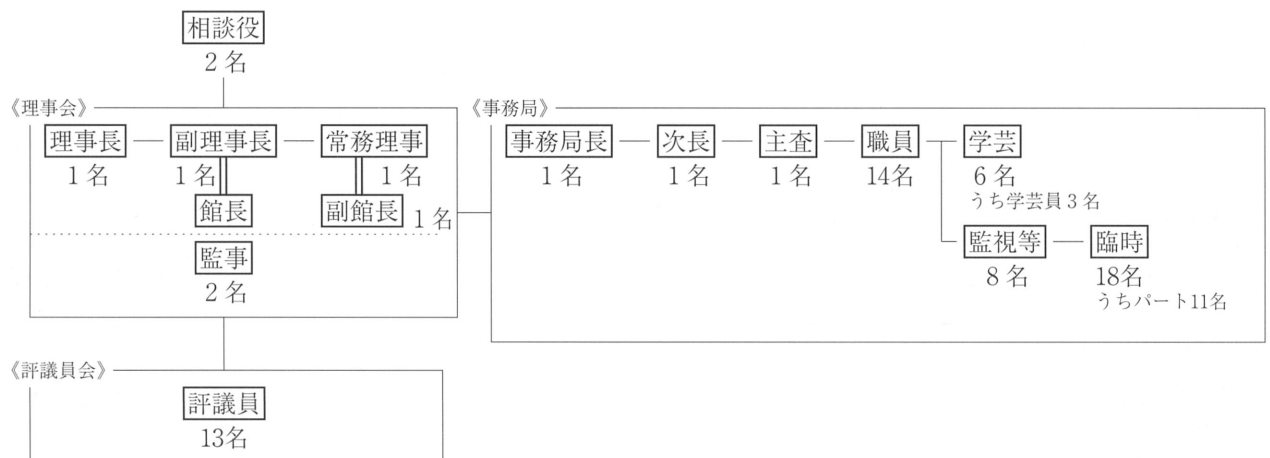 相談役
2名
《理事会》
理事長 副理事長 常務理事
1名 1名 1名
館長 副館長 1名
監事
2名
《事務局》
事務局長 次長 主査 職員 学芸
1名 1名 1名 14名 6名
うち学芸員3名
監視等 臨時
8名 18名
うちパート11名
《評議員会》
評議員
13名